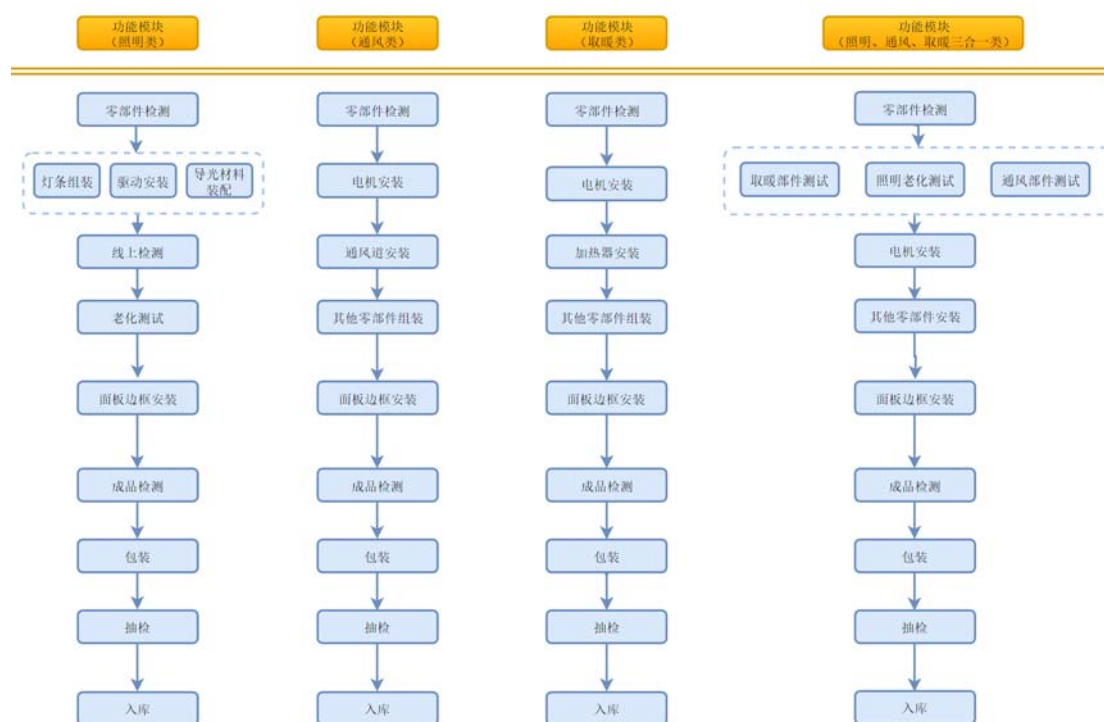 功能模块
（照明类）
功能模块
（通风类）
功能模块
（取暖类）
功能模块
（照明、通风、取暖三合一类）
零部件检测
灯条组装
驱动安装
导光材料
装配
线上检测
老化测试
面板边框安装
成品检测
包装
抽检
入库
零部件检测
电机安装
通风道安装
其他零部件组装
面板边框安装
成品检测
包装
抽检
入库
零部件检测
电机安装
加热器安装
其他零部件组装
面板边框安装
成品检测
包装
抽检
入库
零部件检测
取暖部件测试
照明老化测试
通风部件测试
电机安装
其他零部件安装
面板边框安装
成品检测
包装
抽检
入库